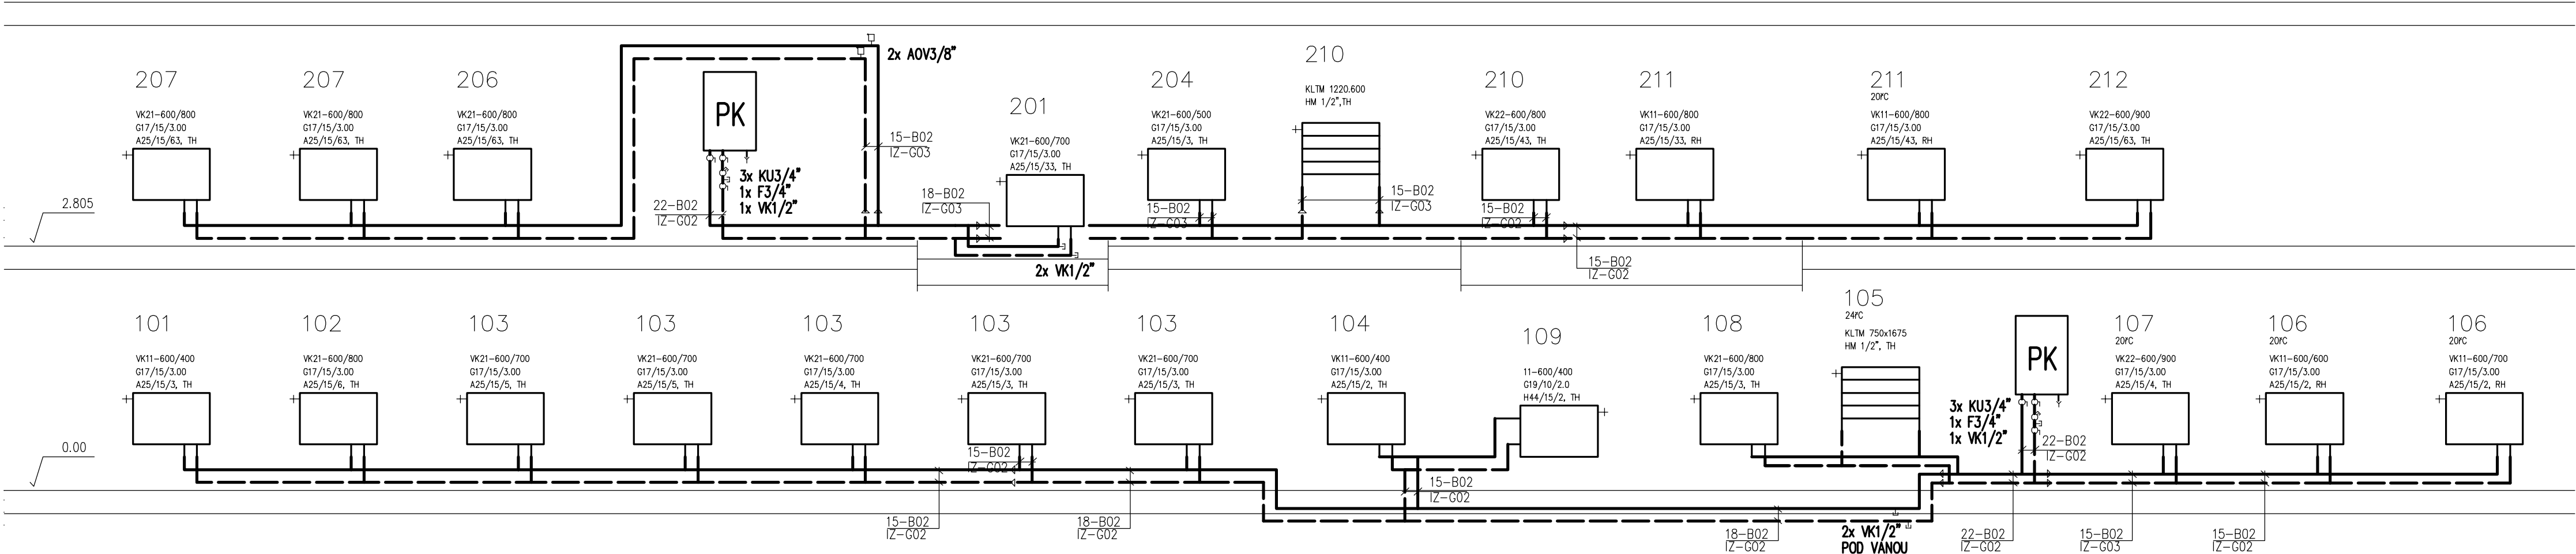 207
VK21-600/800
G17/15/3.00
A25/15/63, TH
207
VK21-600/800
G17/15/3.00
A25/15/63, TH
206
VK21-600/800
G17/15/3.00
A25/15/63, TH
2x AOV3/8"
PK
3x KU3/4"
1x F3/4"
1x VK1/2"
22-B02
IZ-G02
15-B02
IZ-G03
18-B02
IZ-G03
201
VK21-600/700
G17/15/3.00
A25/15/33, TH
2x VK1/2"
204
VK21-600/500
G17/15/3.00
A25/15/3, TH
15-B02
IZ-G03
210
KLTM 1220.600
HM 1/2",TH
15-B02
IZ-G03
210
VK22-600/800
G17/15/3.00
A25/15/43, TH
15-B02
IZ-G02
15-B02
IZ-G02
211
VK11-600/800
G17/15/3.00
A25/15/33, RH
211
20°C
VK11-600/800
G17/15/3.00
A25/15/43, RH
212
VK22-600/900
G17/15/3.00
A25/15/63, TH
2.805
101
VK11-600/400
G17/15/3.00
A25/15/3, TH
102
VK21-600/800
G17/15/3.00
A25/15/6, TH
103
VK21-600/700
G17/15/3.00
A25/15/5, TH
103
VK21-600/700
G17/15/3.00
A25/15/5, TH
103
VK21-600/700
G17/15/3.00
A25/15/4, TH
103
VK21-600/700
G17/15/3.00
A25/15/3, TH
15-B02
IZ-G02
103
VK21-600/700
G17/15/3.00
A25/15/3, TH
104
VK11-600/400
G17/15/3.00
A25/15/2, TH
15-B02
IZ-G02
109
11-600/400
G19/10/2.0
H44/15/2, TH
108
VK21-600/800
G17/15/3.00
A25/15/3, TH
105
24°C
KLTM 750x1675
HM 1/2", TH
PK
3x KU3/4"
1x F3/4"
1x VK1/2"
22-B02
IZ-G02
107
20°C
VK22-600/900
G17/15/3.00
A25/15/4, TH
106
20°C
VK11-600/600
G17/15/3.00
A25/15/2, RH
106
20°C
VK11-600/700
G17/15/3.00
A25/15/2, RH
0.00
15-B02
IZ-G02
18-B02
IZ-G02
18-B02
IZ-G02
2x VK1/2"
POD VANOU
22-B02
IZ-G02
15-B02
IZ-G03
15-B02
IZ-G02